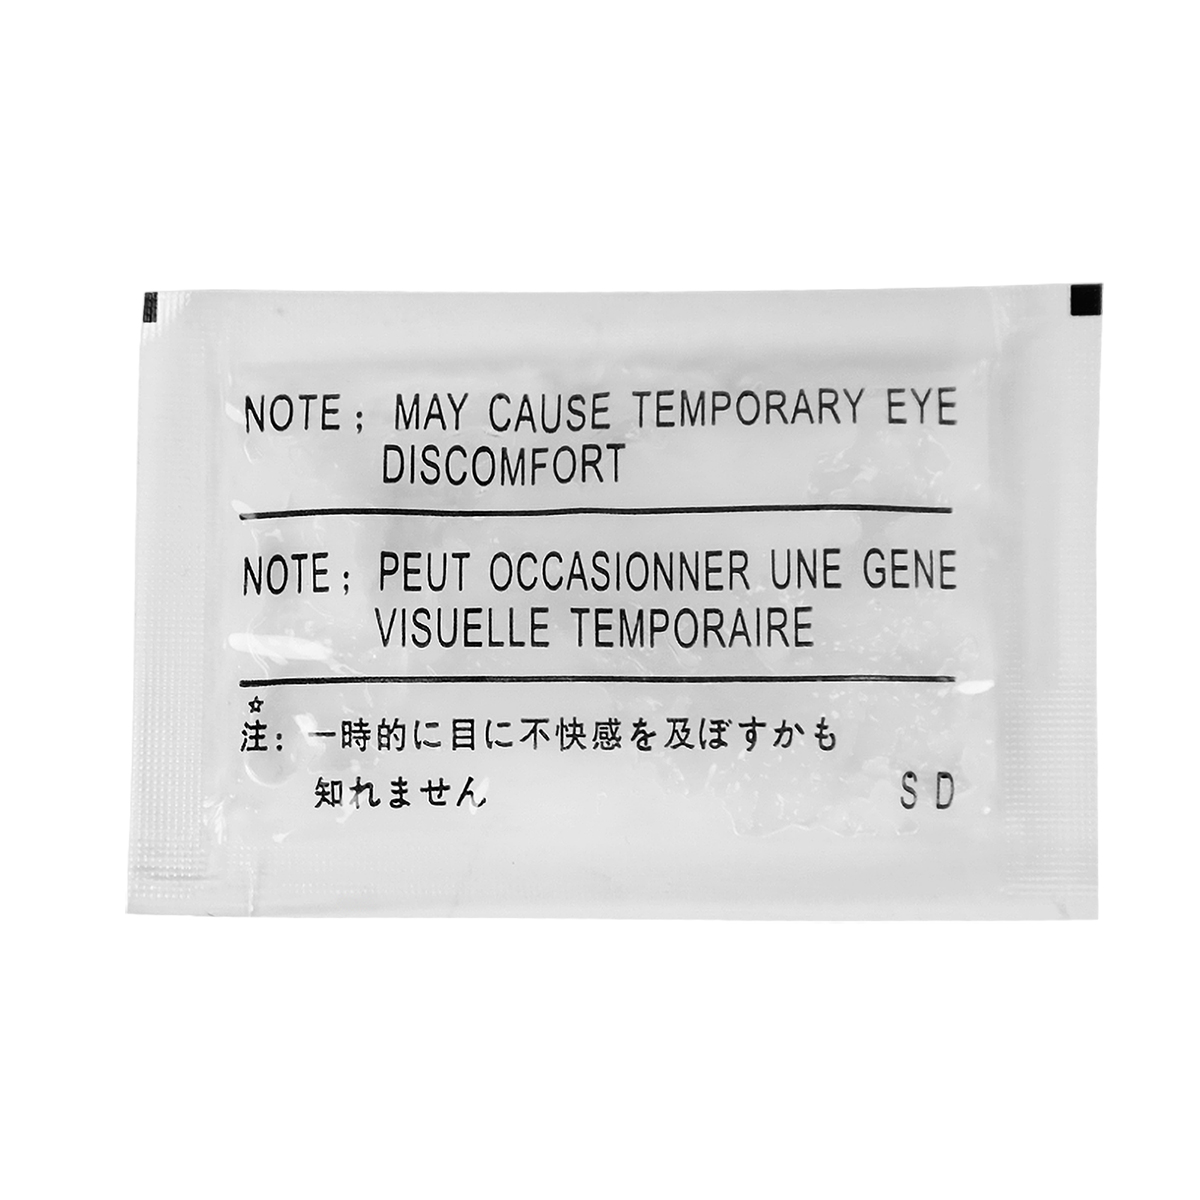 NOTE ; MAY CAUSE TEMPORARY EYE
DISCOMFORT
NOTE ; PEUT OCCASIONNER UNE GENE
VISUELLE TEMPORAIRE
☆
注: 一時的に目に不快感を及ぼすかも
知れません
S D